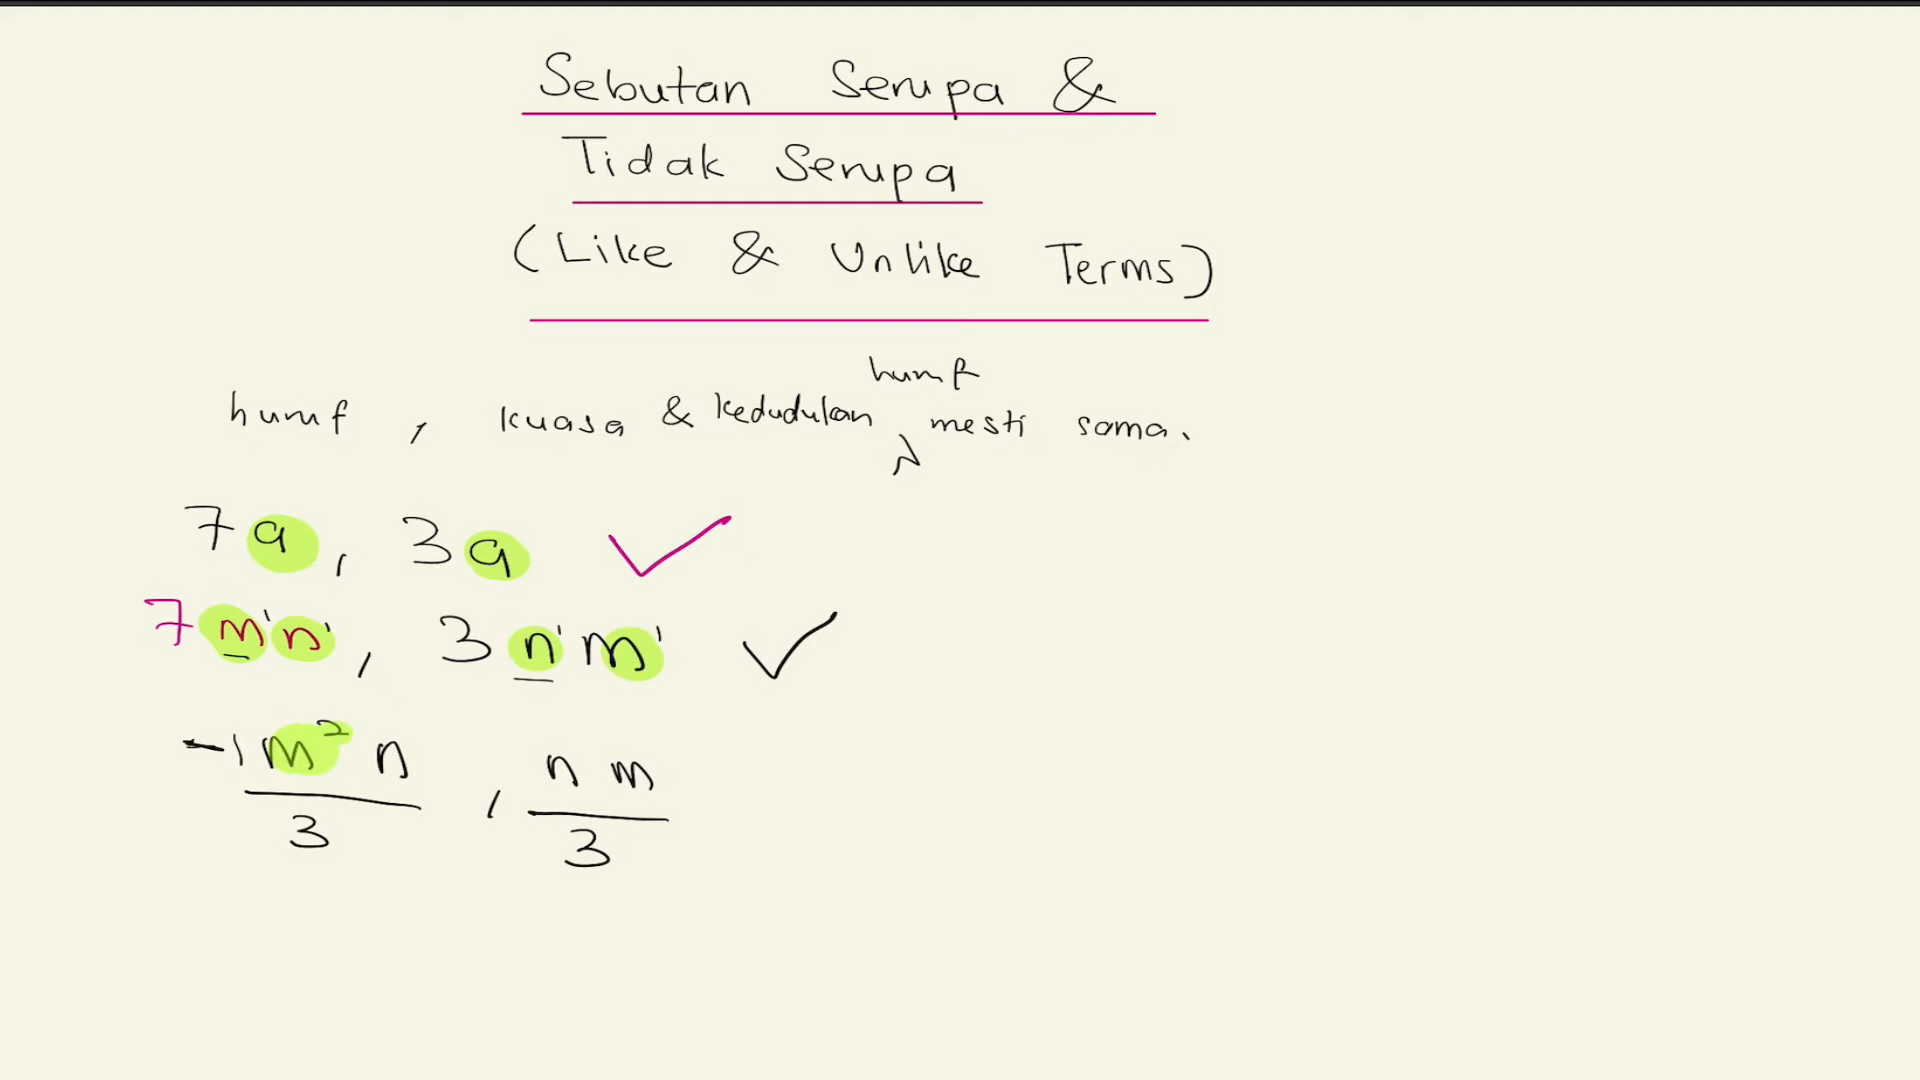 Sebutan Serupa &
Tidak Serupa
(Like & Unlike Terms)
huruf
huruf, kuasa & kedudukan mesti sama.
7a, 3a ✓
7m¹n¹, 3n¹m¹ ✓
-1m²n/3, nm/3